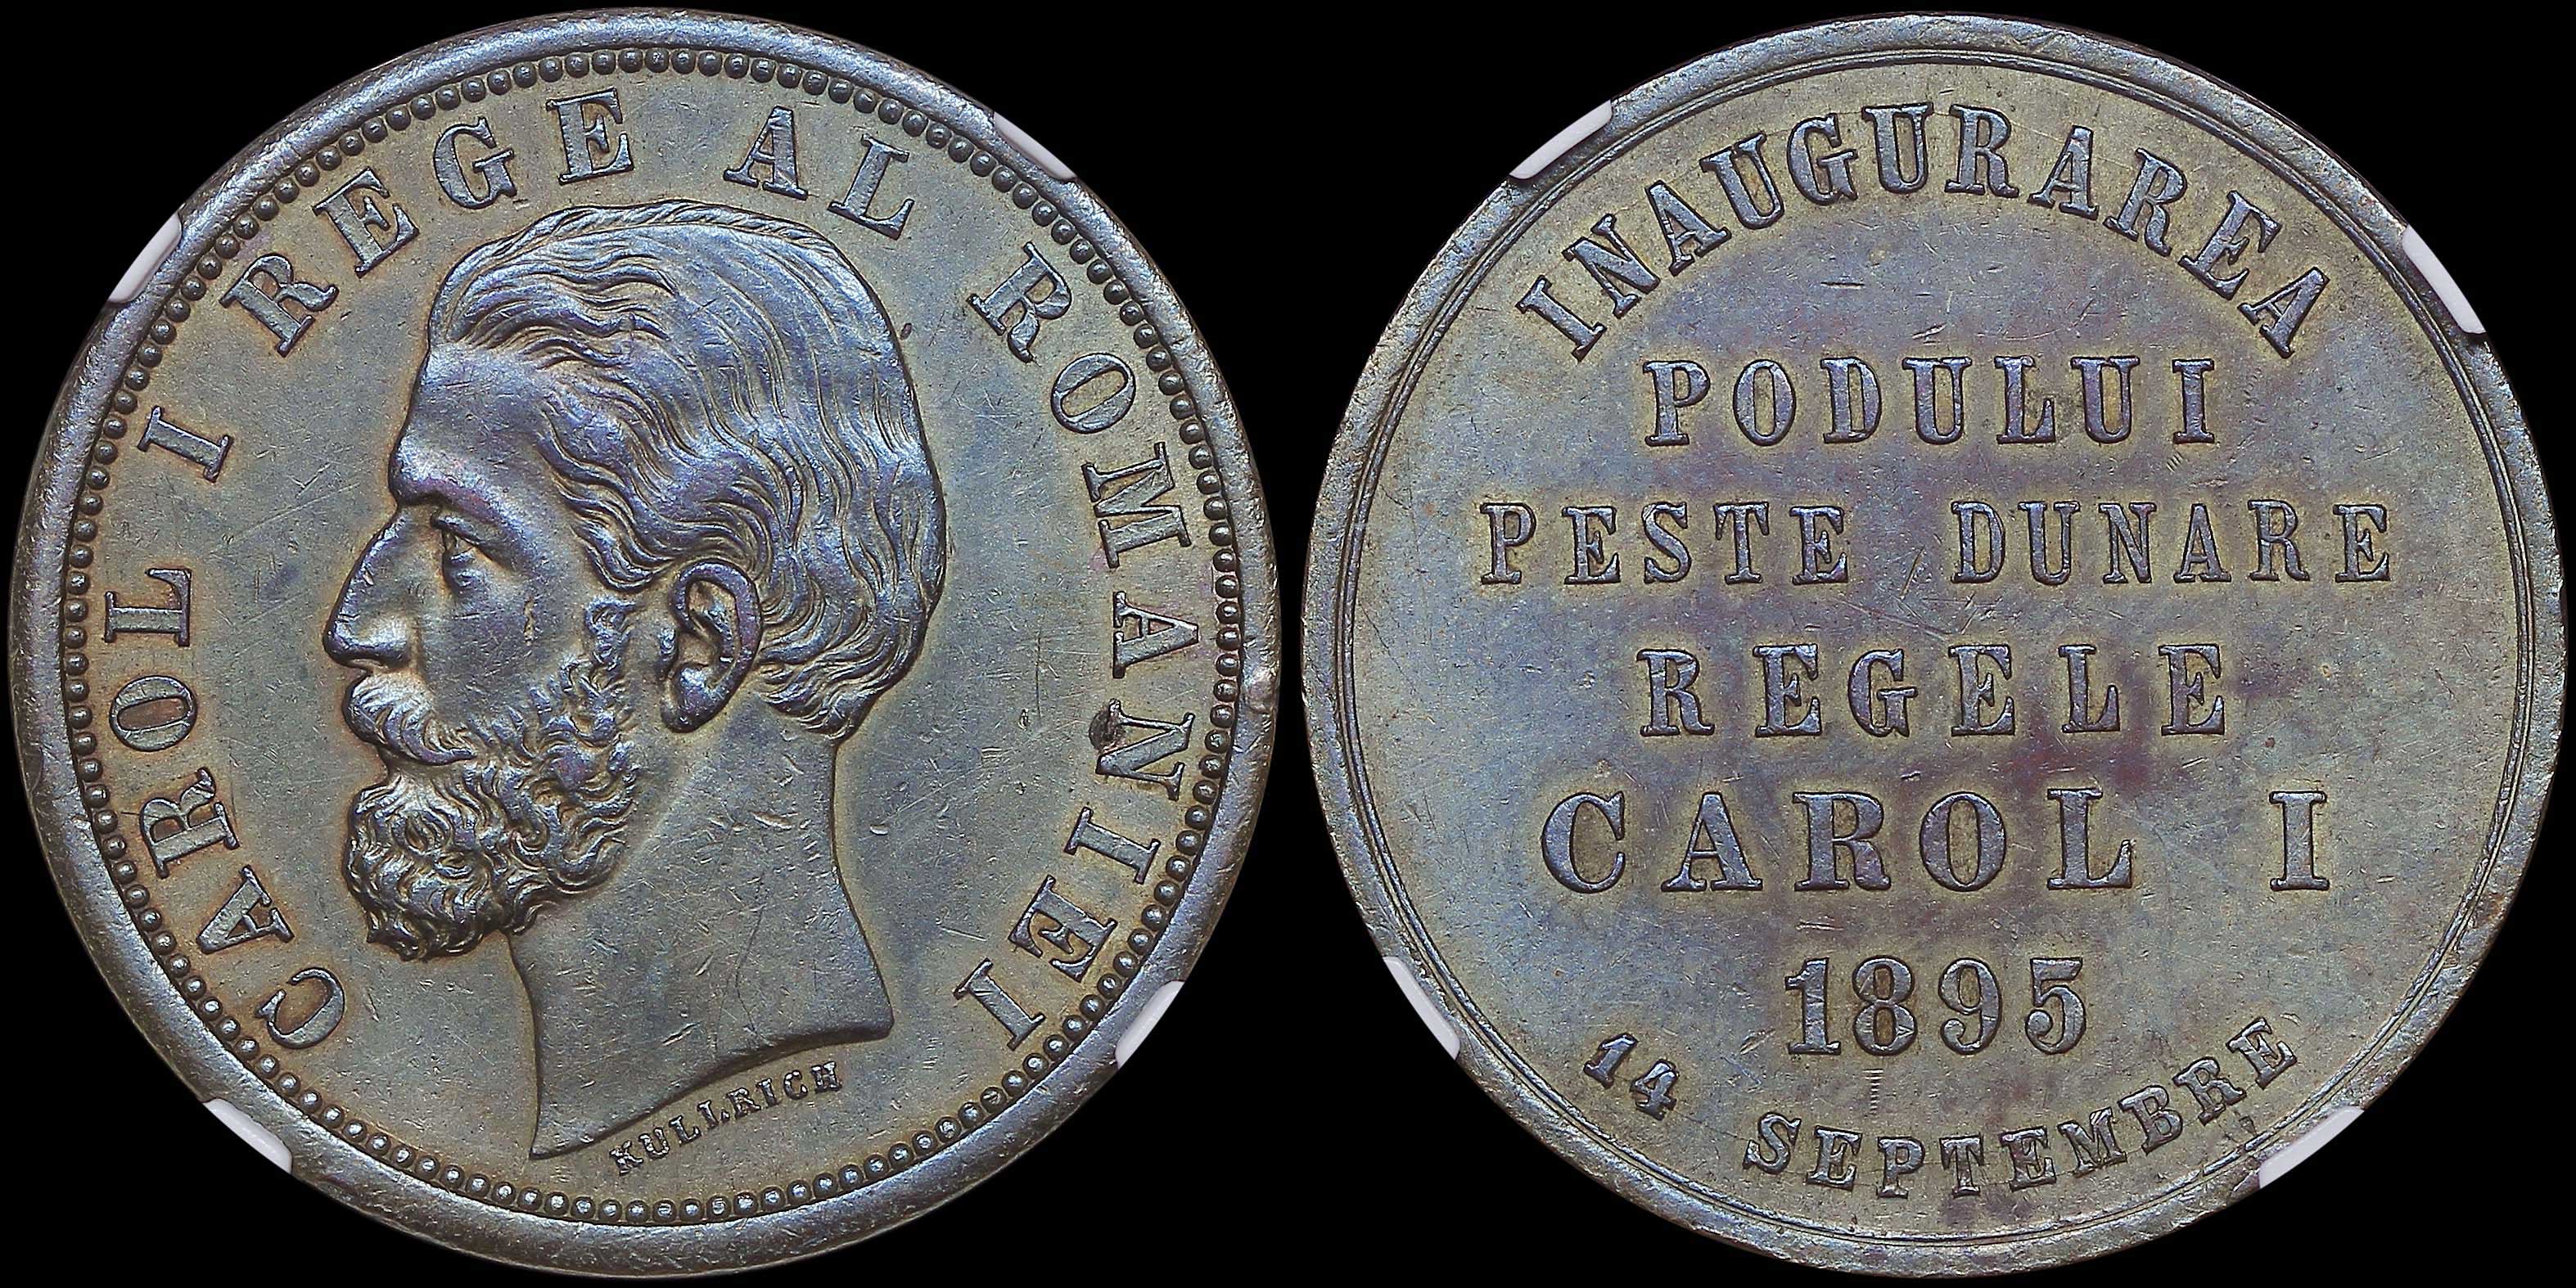 CAROL I REGE AL ROMANIEI
KULLRICH
INAUGURAREA
PODULUI
PESTE DUNARE
REGELE
CAROL I
1895
14 SEPTEMBRE